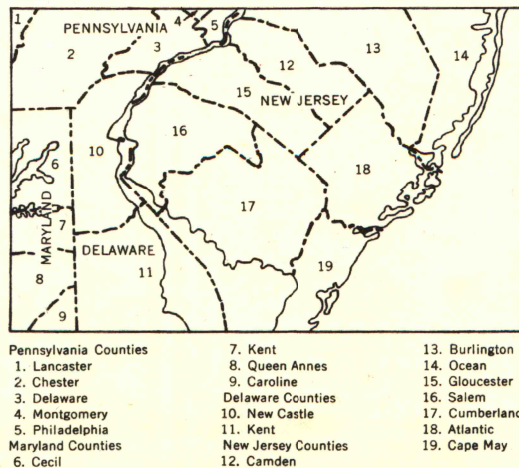 1
PENNSYLVANIA
4
5
2
3
13
14
12
15
NEW JERSEY
16
10
6
18
MARYLAND
17
7
DELAWARE
8
11
19
9
Pennsylvania Counties
1. Lancaster
2. Chester
3. Delaware
4. Montgomery
5. Philadelphia
Maryland Counties
6. Cecil
7. Kent
8. Queen Annes
9. Caroline
Delaware Counties
10. New Castle
11. Kent
New Jersey Counties
12. Camden
13. Burlington
14. Ocean
15. Gloucester
16. Salem
17. Cumberland
18. Atlantic
19. Cape May